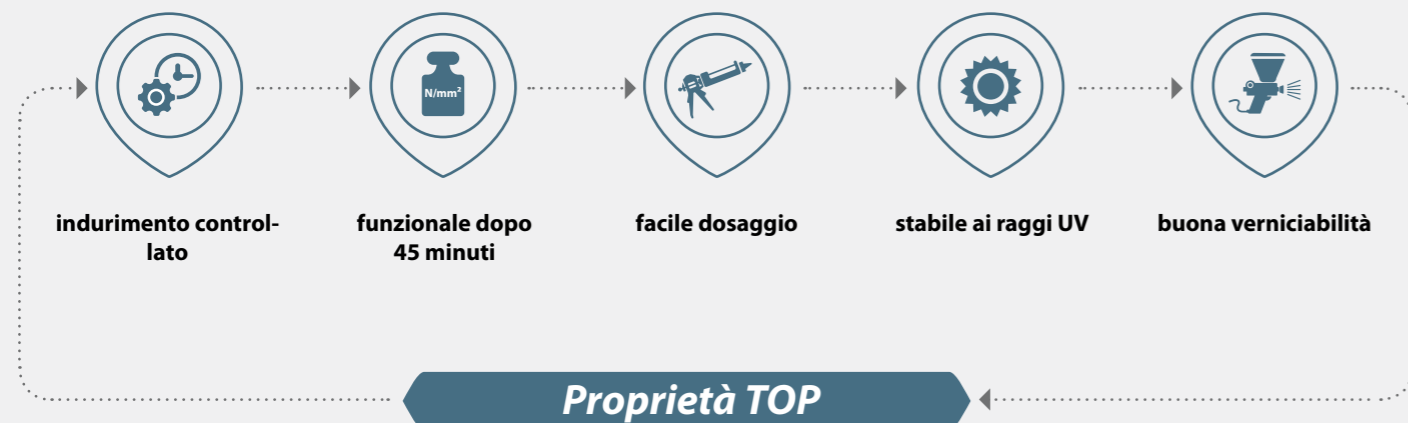 N/mm²
indurimento control-
lato
funzionale dopo
45 minuti
facile dosaggio
stabile ai raggi UV
buona verniciabilità
Proprietà TOP